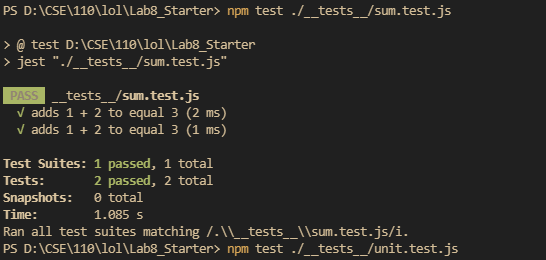 PS D:\CSE\110\lol\Lab8_Starter> npm test ./__tests__/sum.test.js
> @ test D:\CSE\110\lol\Lab8_Starter
> jest "./__tests__/sum.test.js"
PASS __tests__/sum.test.js
√ adds 1 + 2 to equal 3 (2 ms)
√ adds 1 + 2 to equal 3 (1 ms)
Test Suites: 1 passed, 1 total
Tests: 2 passed, 2 total
Snapshots: 0 total
Time: 1.085 s
Ran all test suites matching /.\\__tests__\\sum.test.js/i.
PS D:\CSE\110\lol\Lab8_Starter> npm test ./__tests__/unit.test.js